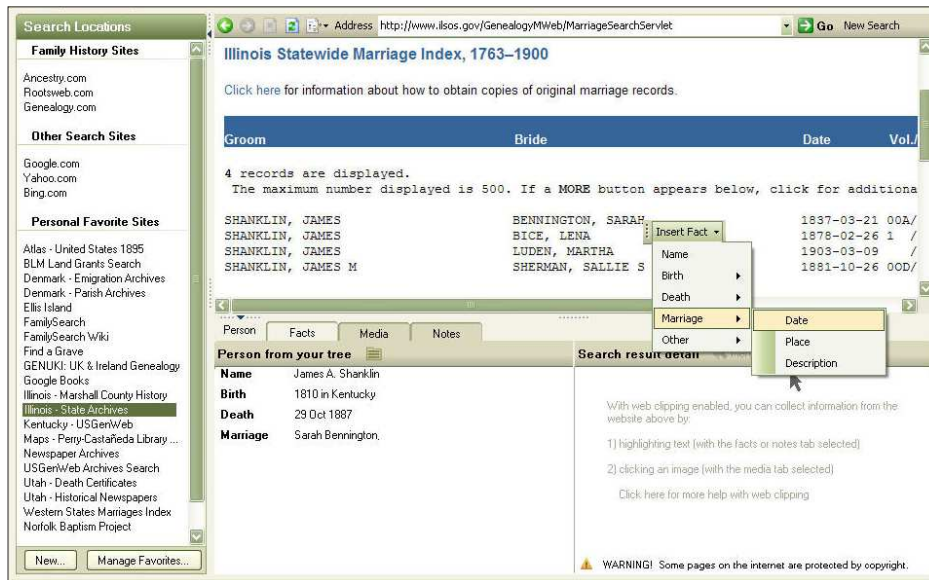 Search Locations
Family History Sites
Ancestry.com
Rootsweb.com
Genealogy.com
Other Search Sites
Google.com
Yahoo.com
Bing.com
Personal Favorite Sites
Atlas - United States 1895
BLM Land Grants Search
Denmark - Emigration Archives
Denmark - Parish Archives
Ellis Island
FamilySearch
FamilySearch Wiki
Find a Grave
GENUKI: UK & Ireland Genealogy
Google Books
Illinois - Marshall County History
Illinois - State Archives
Kentucky - USGenWeb
Maps - Perry-Castañeda Library ...
Newspaper Archives
USGenWeb Archives Search
Utah - Death Certificates
Utah - Historical Newspapers
Western States Marriages Index
Norfolk Baptism Project
New... Manage Favorites...
Address http://www.ilsos.gov/GenealogyMWeb/MarriageSearchServlet Go New Search
Illinois Statewide Marriage Index, 1763–1900
Click here for information about how to obtain copies of original marriage records.
Groom Bride Date Vol./
4 records are displayed.
The maximum number displayed is 500. If a MORE button appears below, click for additiona
SHANKLIN, JAMES BENNINGTON, SARAH 1837-03-21 00A/
SHANKLIN, JAMES BICE, LENA 1878-02-26 1 /
SHANKLIN, JAMES LUDEN, MARTHA 1903-03-09 /
SHANKLIN, JAMES M SHERMAN, SALLIE S 1881-10-26 00D/
Insert Fact
Name
Birth
Death
Marriage
Other
Date
Place
Description
Person Facts Media Notes
Person from your tree
Name James A. Shanklin
Birth 1810 in Kentucky
Death 29 Oct 1887
Marriage Sarah Bennington,
Search result detail
With web clipping enabled, you can collect information from the
website above by:
1) highlighting text (with the facts or notes tab selected)
2) clicking an image (with the media tab selected)
Click here for more help with web clipping
WARNING! Some pages on the internet are protected by copyright.